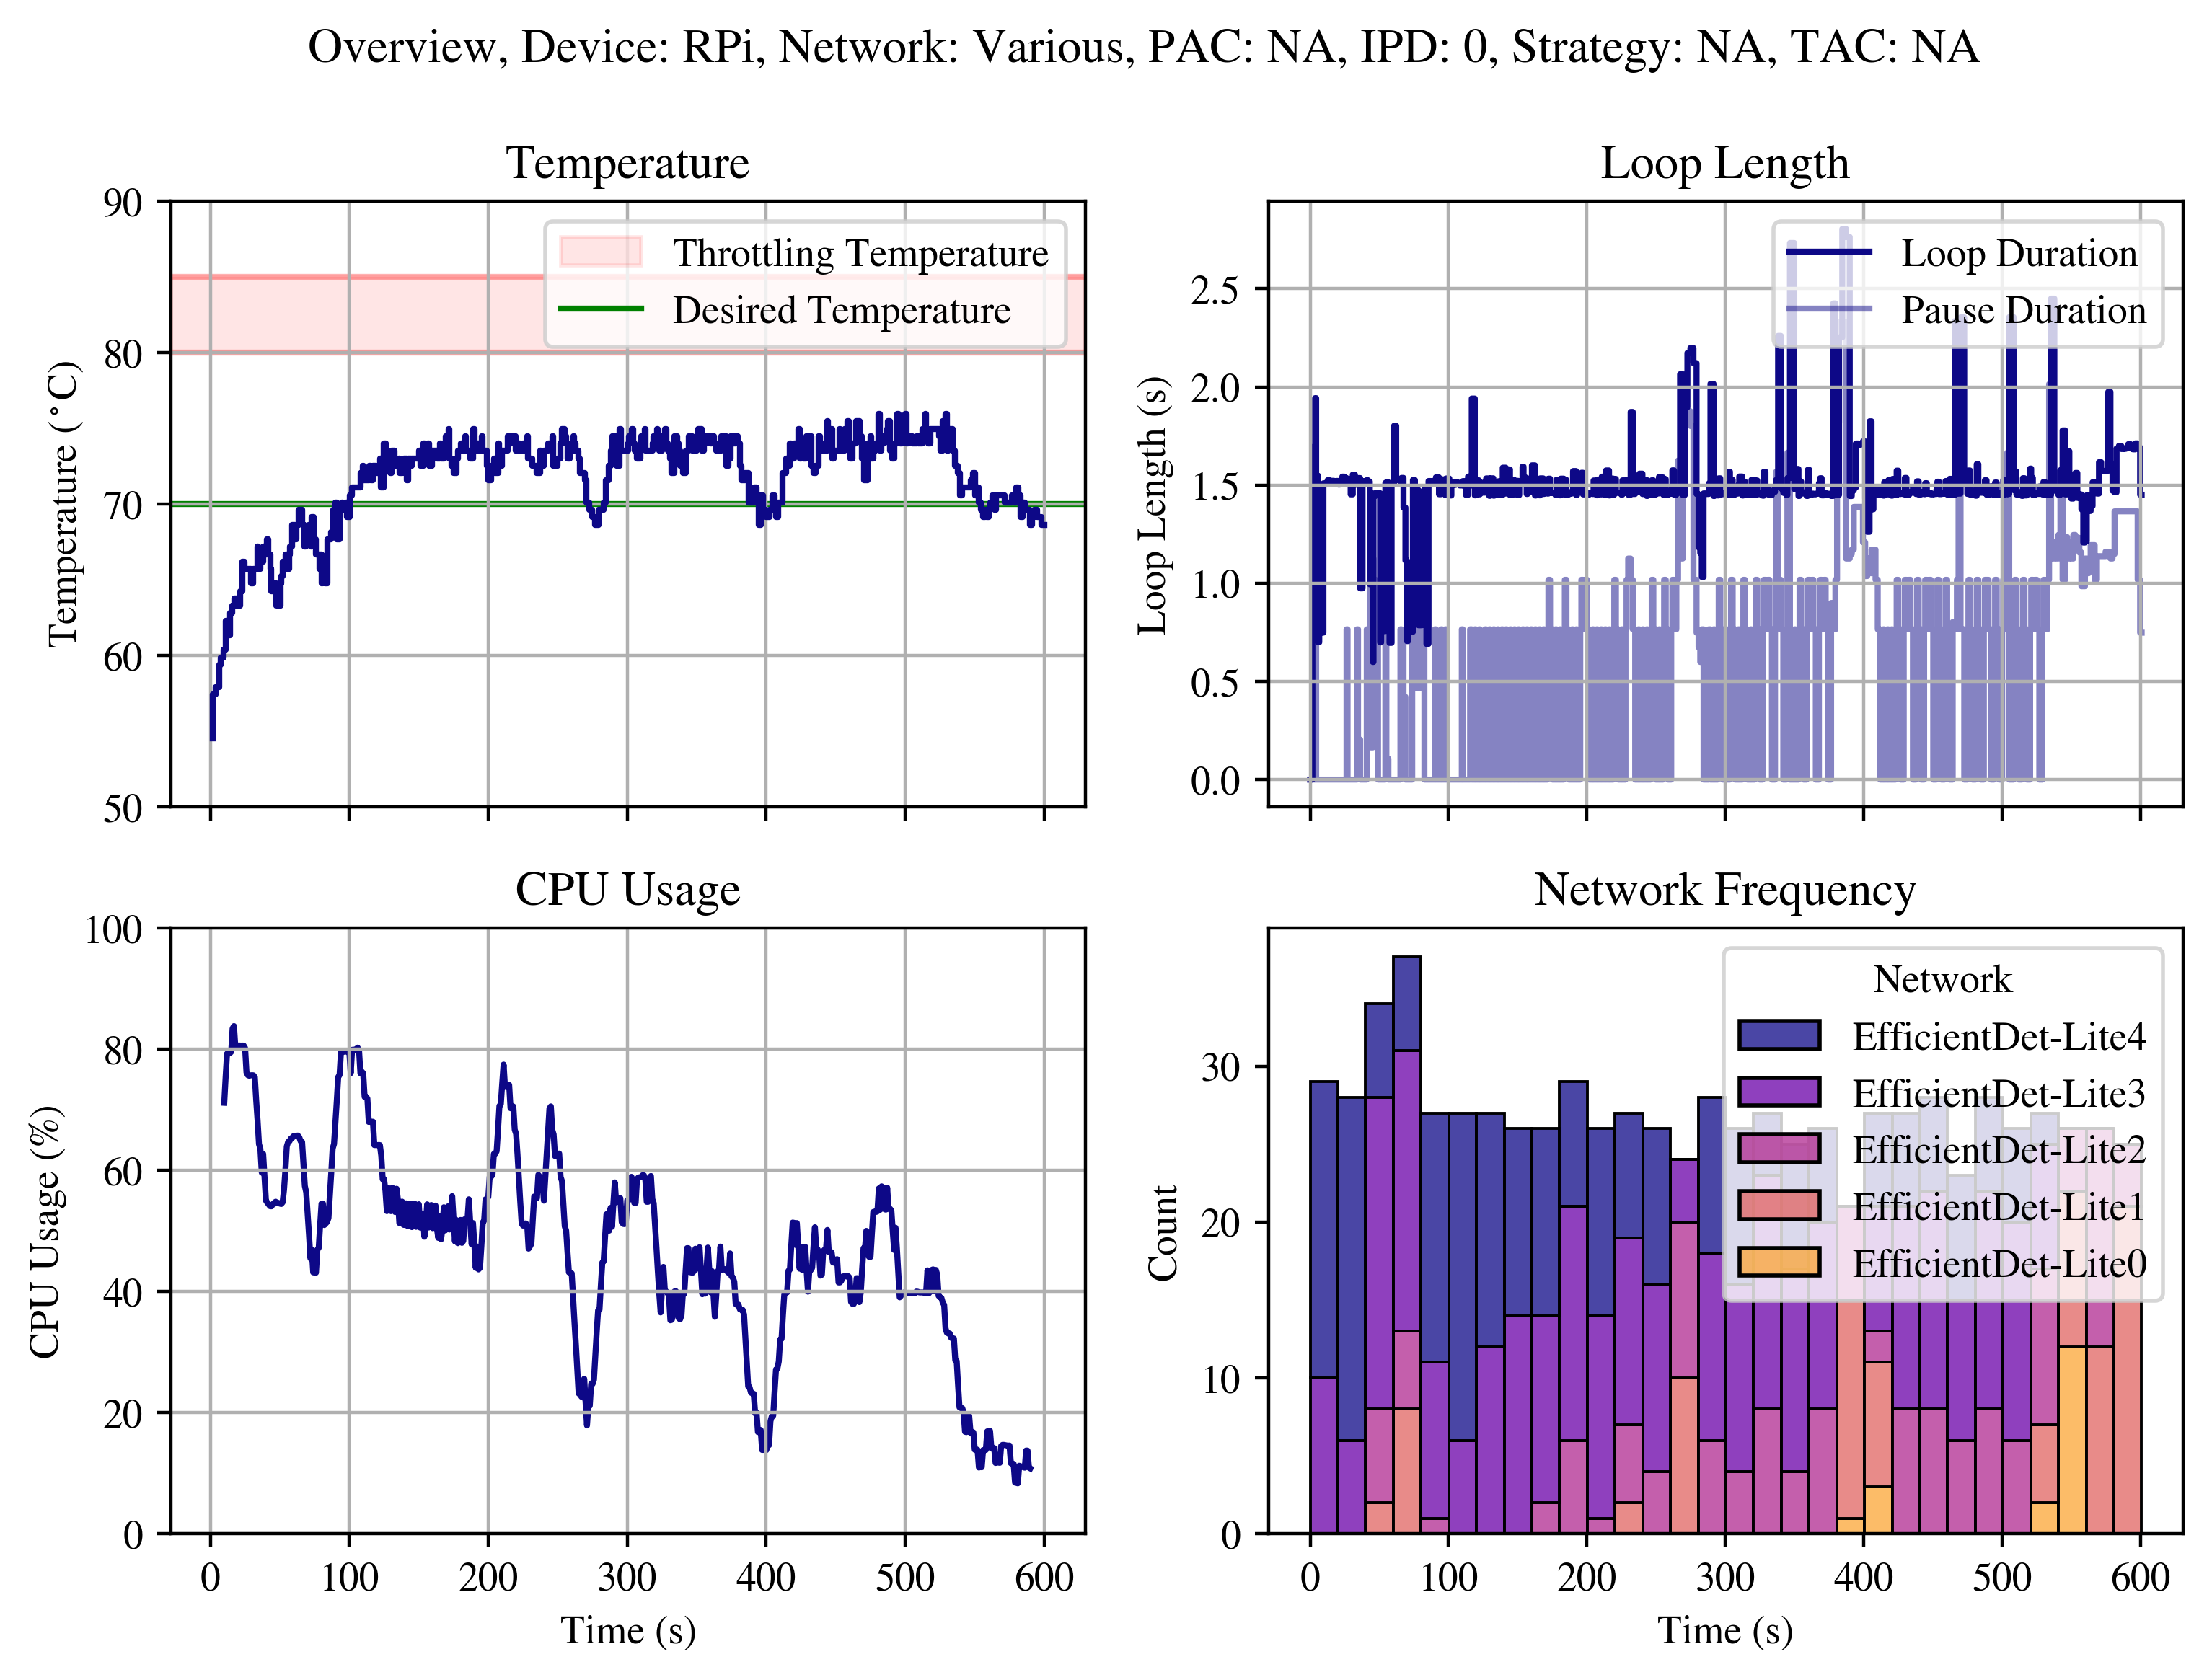 Overview, Device: RPi, Network: Various, PAC: NA, IPD: 0, Strategy: NA, TAC: NA
Temperature
90
80
70
60
50
Temperature (°C)
Throttling Temperature
Desired Temperature
Loop Length
2.5
2.0
1.5
1.0
0.5
0.0
Loop Length (s)
Loop Duration
Pause Duration
CPU Usage
100
80
60
40
20
0
CPU Usage (%)
0 100 200 300 400 500 600
Time (s)
Network Frequency
30
20
10
0
Count
Network
EfficientDet-Lite4
EfficientDet-Lite3
EfficientDet-Lite2
EfficientDet-Lite1
EfficientDet-Lite0
0 100 200 300 400 500 600
Time (s)